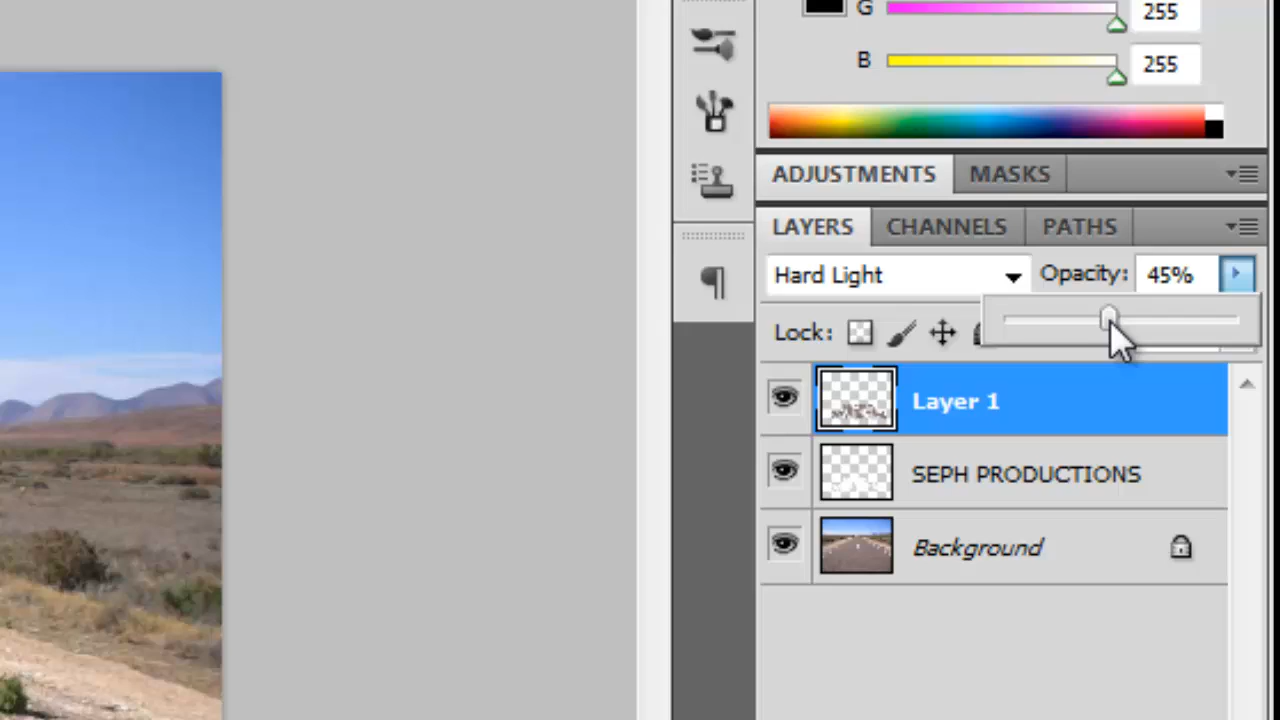 G 255
B 255
ADJUSTMENTS MASKS
LAYERS CHANNELS PATHS
Hard Light Opacity: 45%
Lock:
Layer 1
SEPH PRODUCTIONS
Background